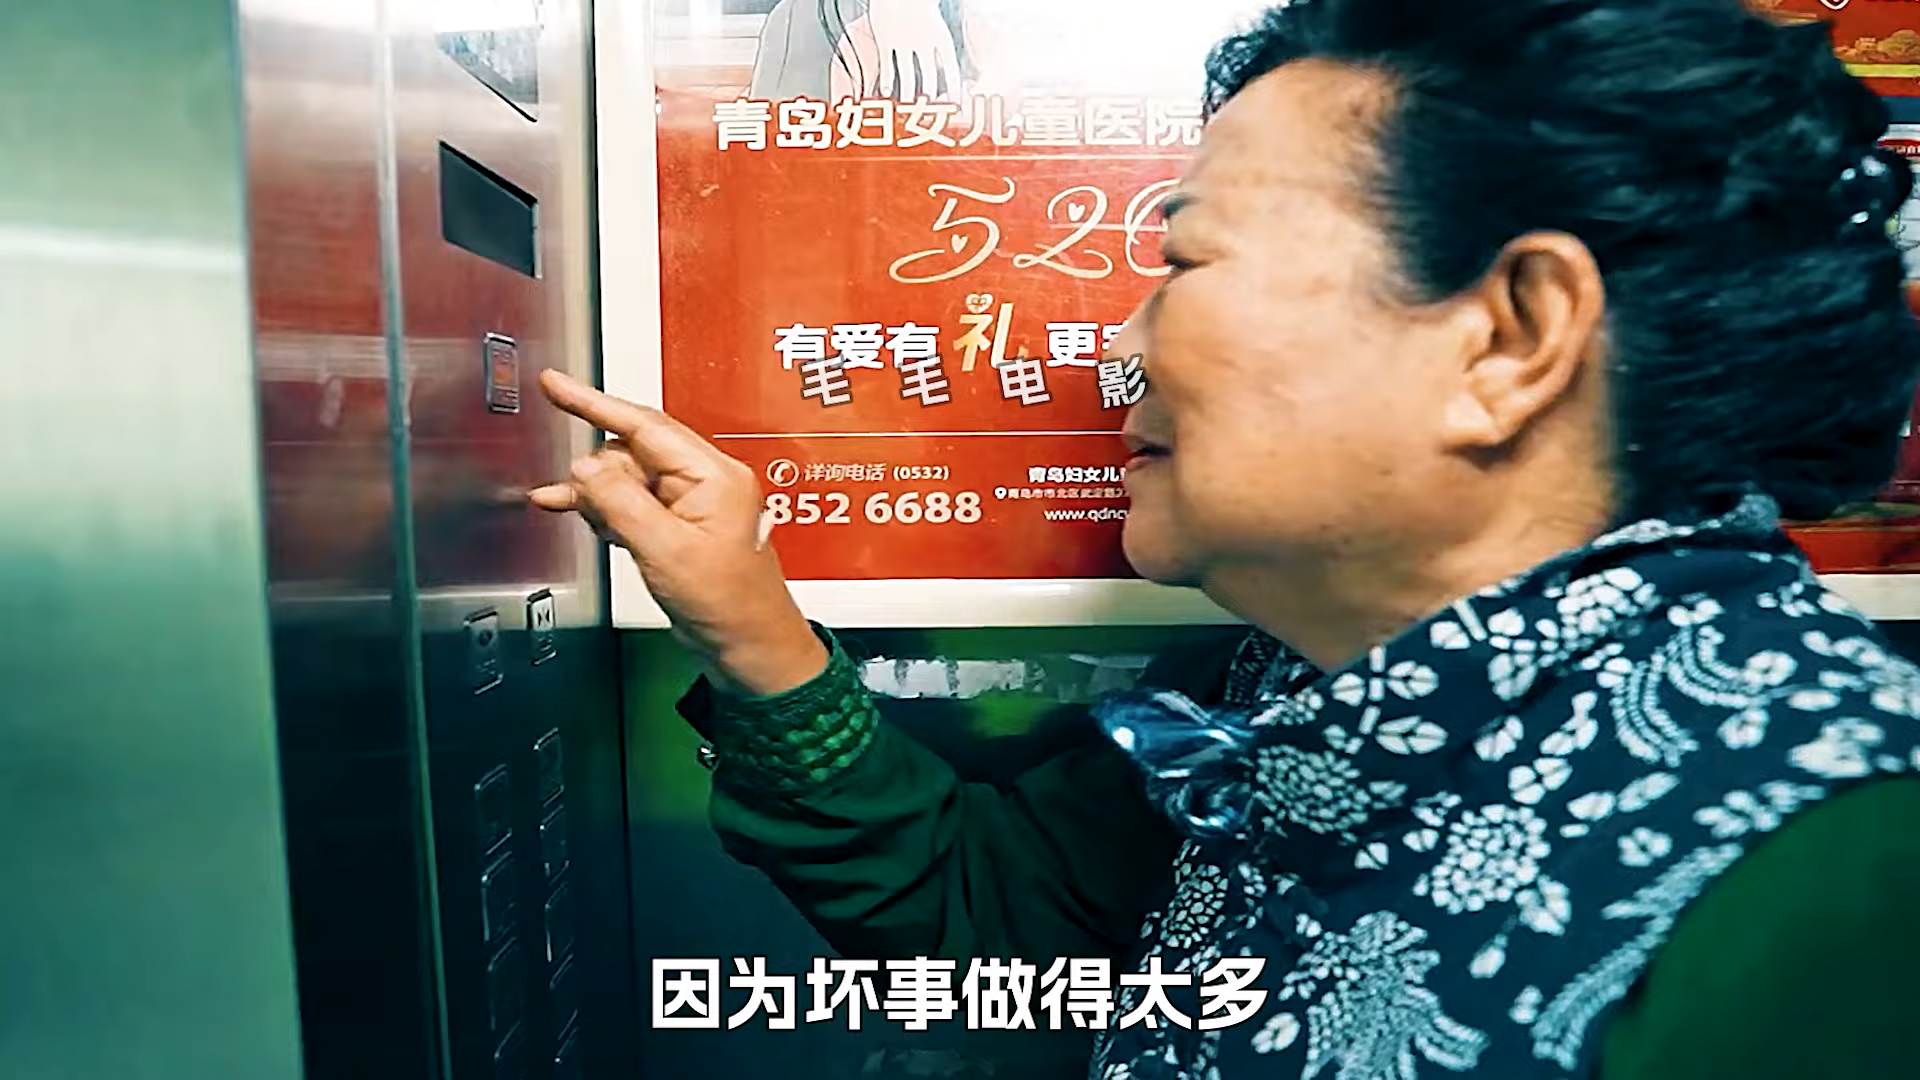 青岛妇女儿童医院
520
有爱有礼 更
毛毛电影
详询电话 (0532)
852 6688
青岛妇女儿
www.qdnc
因为坏事做得太多